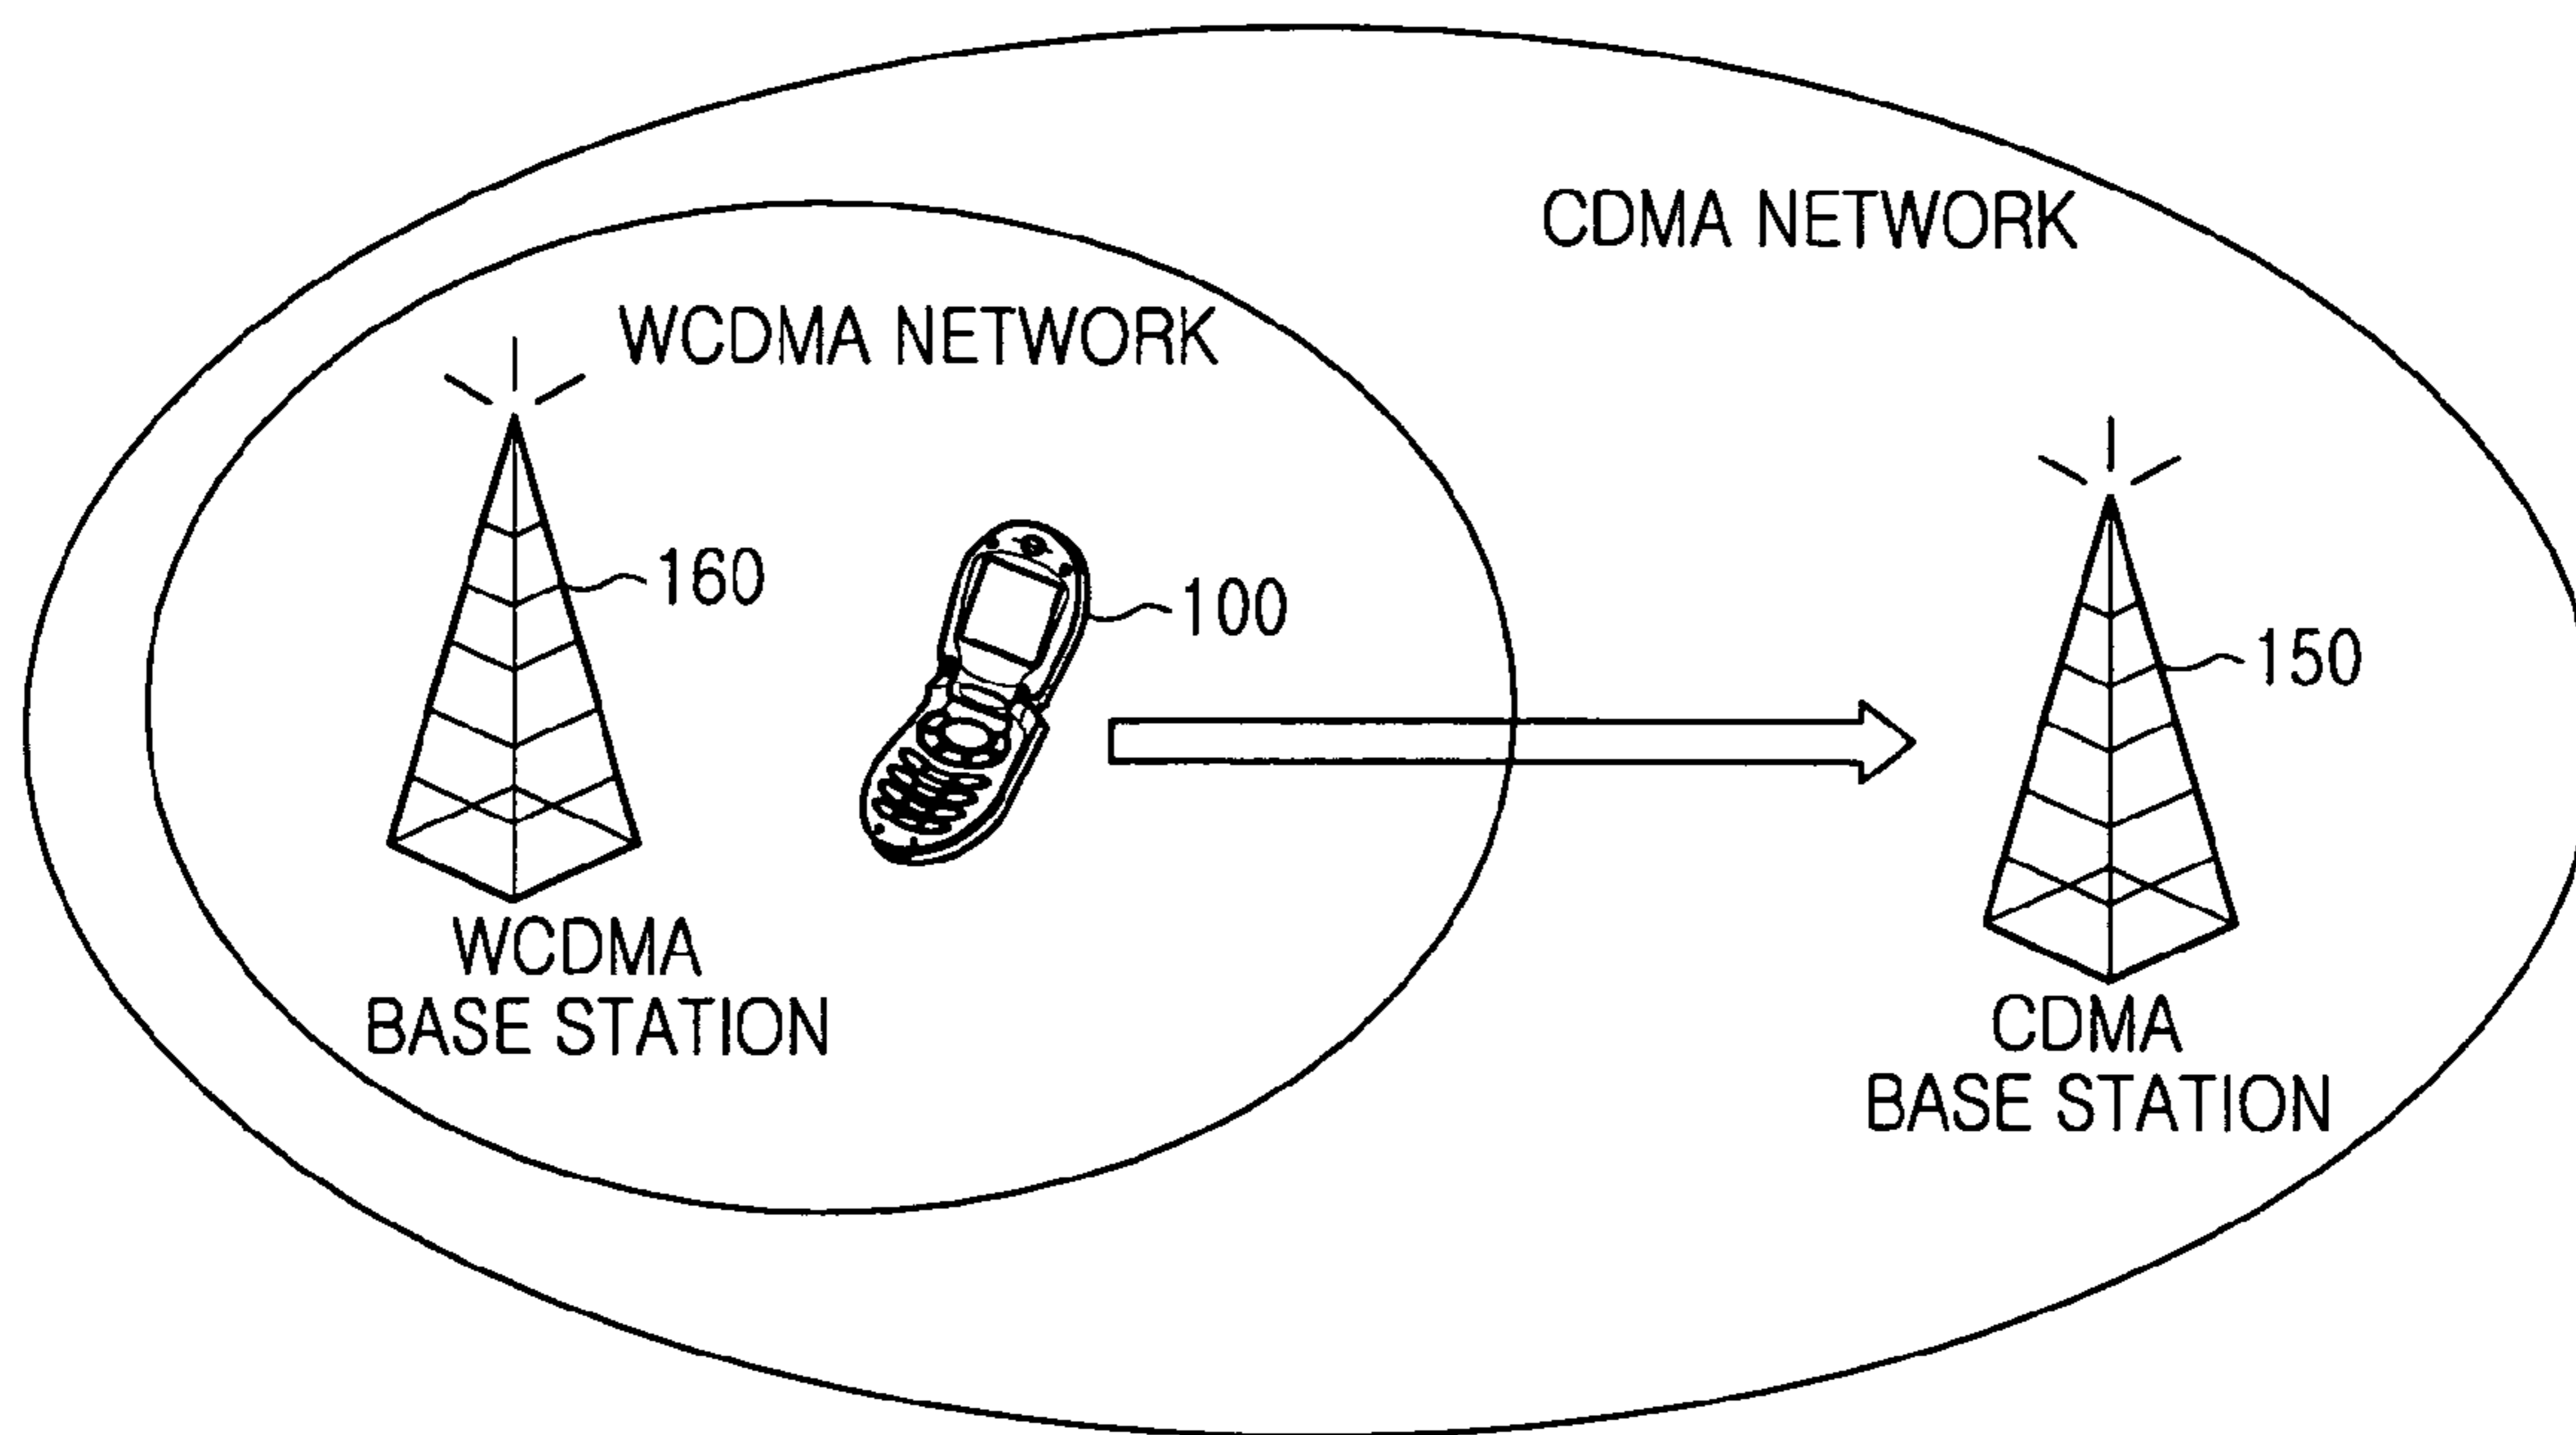 CDMA NETWORK
WCDMA NETWORK
160
100
150
WCDMA
BASE STATION
CDMA
BASE STATION